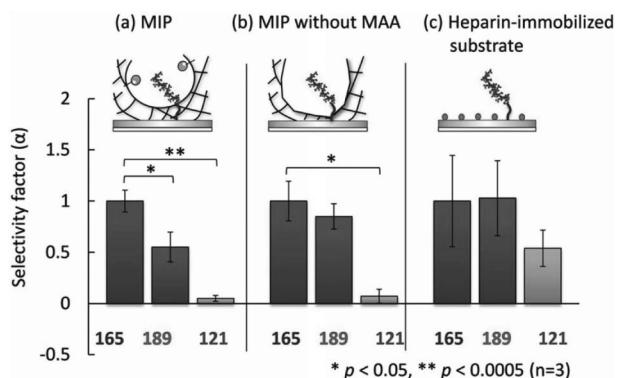 (a) MIP
(b) MIP without MAA
(c) Heparin-immobilized
substrate
Selectivity factor (α)
2
1.5
1
0.5
0
-0.5
*
**
*
165 189 121
165 189 121
165 189 121
* p < 0.05, ** p < 0.0005 (n=3)